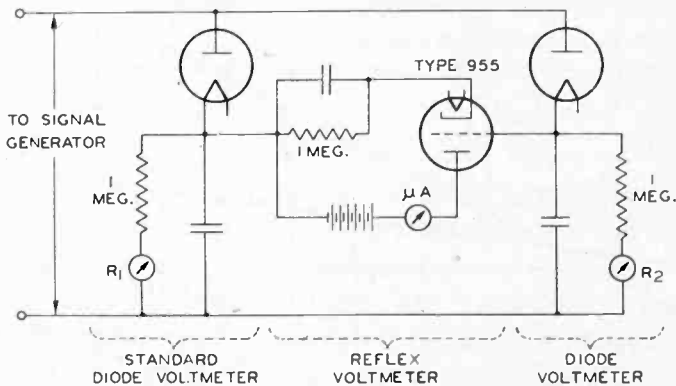 TYPE 955
TO SIGNAL
GENERATOR
1 MEG.
µA
1
MEG.
1
MEG.
R1
R2
STANDARD
DIODE VOLTMETER
REFLEX
VOLTMETER
DIODE
VOLTMETER